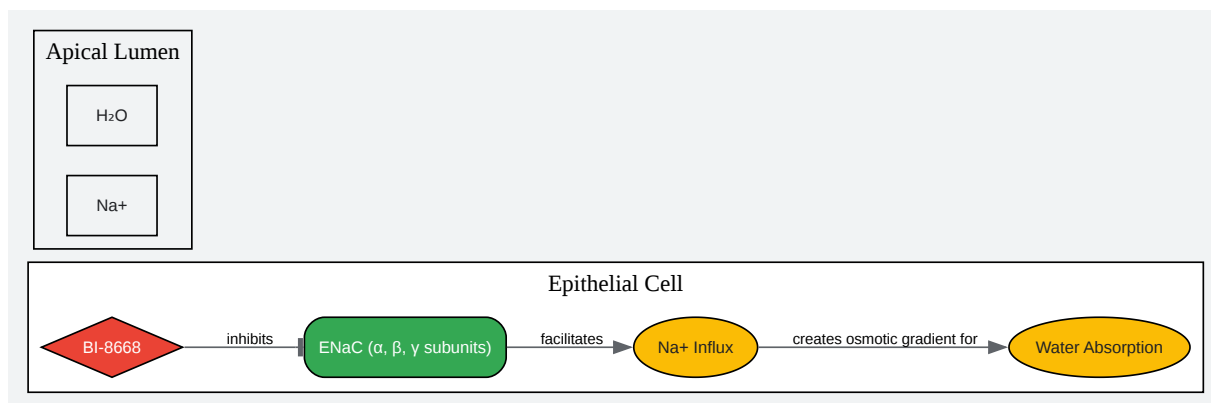 Apical Lumen
H₂O
Na+
Epithelial Cell
BI-8668
inhibits
ENaC (α, β, γ subunits)
facilitates
Na+ Influx
creates osmotic gradient for
Water Absorption